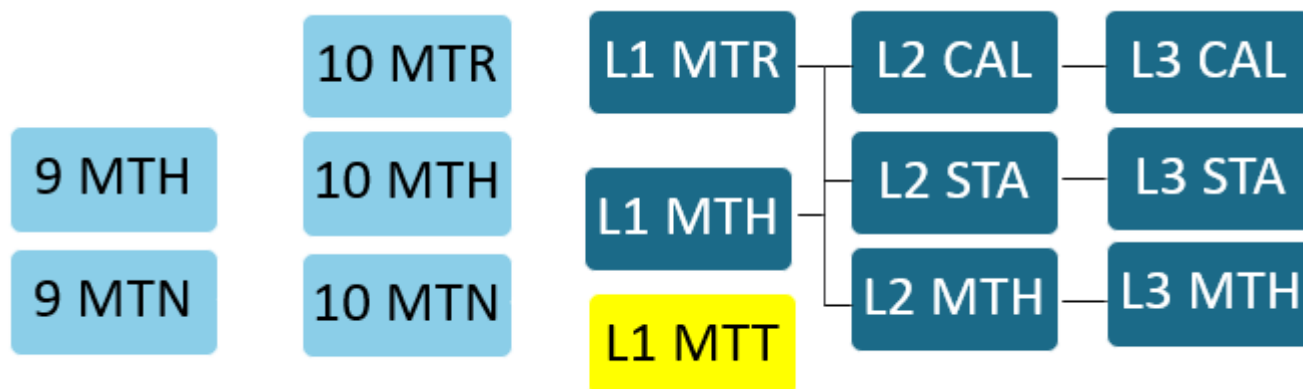 10 MTR
L1 MTR
L2 CAL
L3 CAL
9 MTH
10 MTH
L1 MTH
L2 STA
L3 STA
9 MTN
10 MTN
L1 MTT
L2 MTH
L3 MTH